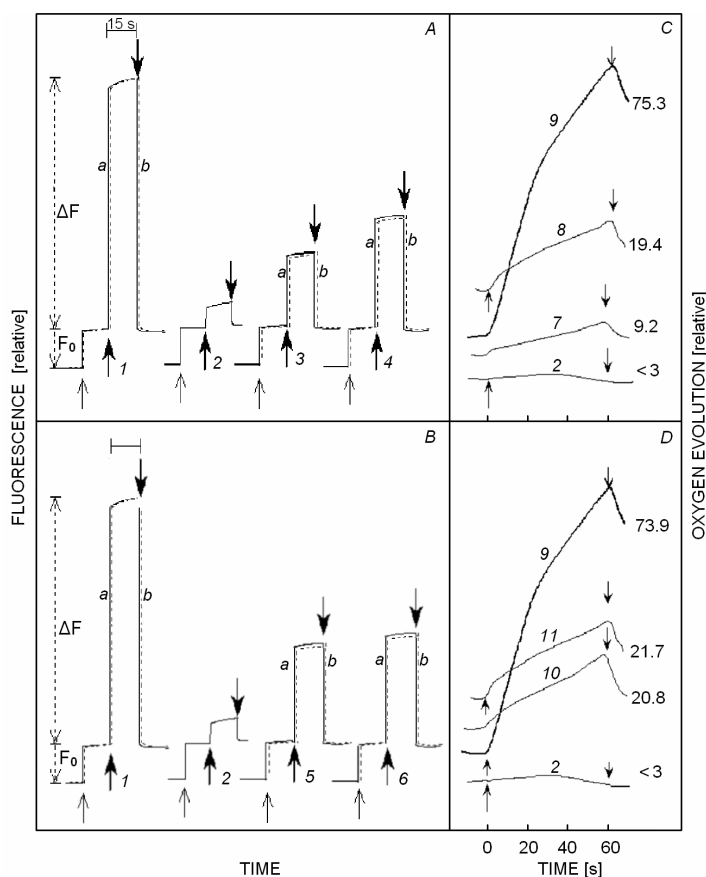 15 s
A
a
b
ΔF
F₀
1
2
a
b
3
a
b
4
C
9
75.3
8
19.4
7
9.2
2
< 3
FLUORESCENCE [relative]
OXYGEN EVOLUTION [relative]
B
a
b
ΔF
F₀
1
2
a
b
5
a
b
6
D
9
73.9
11
21.7
10
20.8
2
< 3
0 20 40 60
TIME
TIME [s]